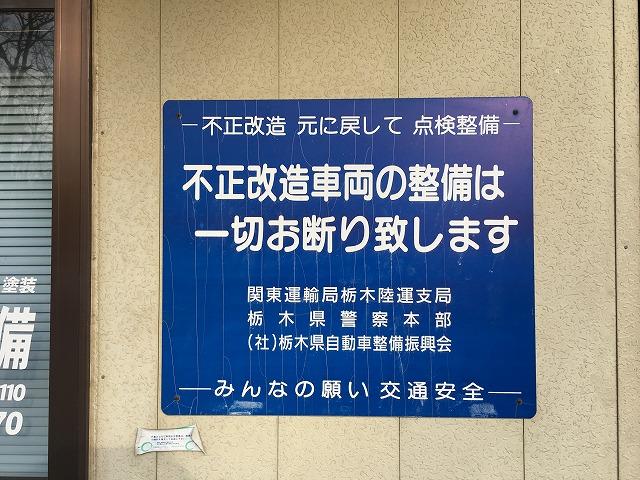 ─不正改造 元に戻して 点検整備─
不正改造車両の整備は
一切お断り致します
関東運輸局栃木陸運支局
栃木県警察本部
(社)栃木県自動車整備振興会
──みんなの願い 交通安全──
塗装
備
110
70